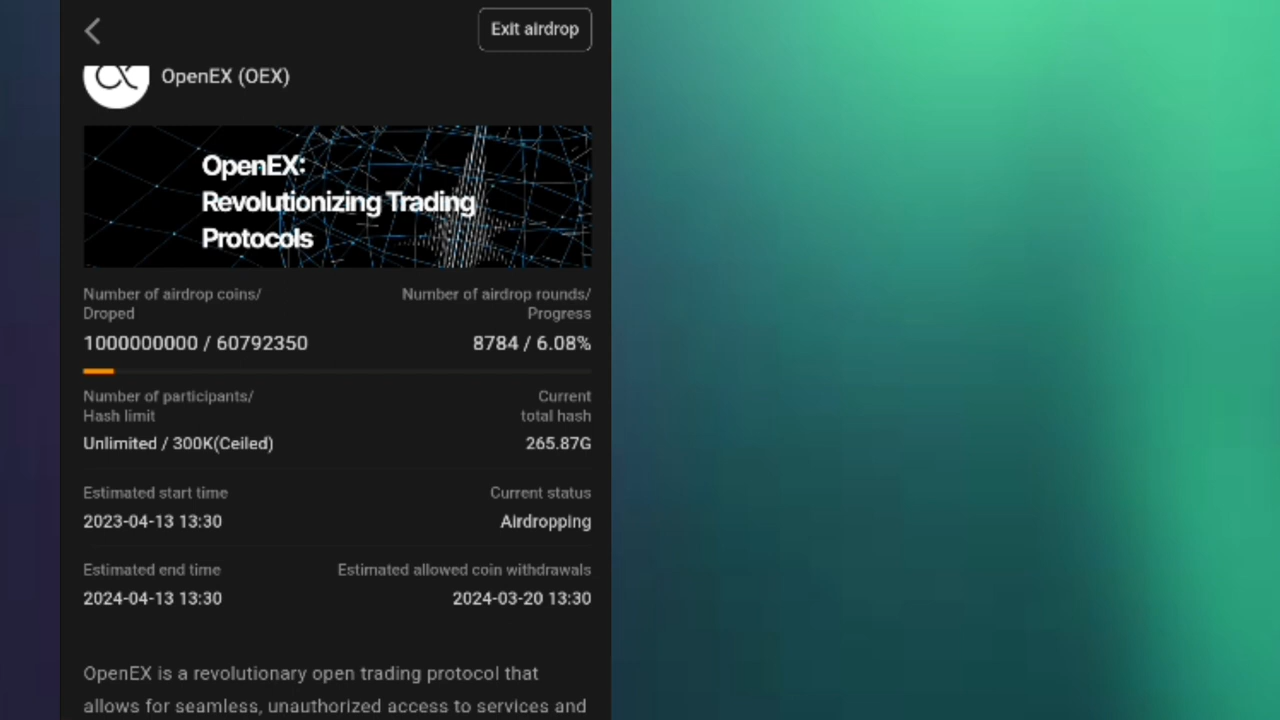 Exit airdrop
OpenEX (OEX)
OpenEX:
Revolutionizing Trading
Protocols
Number of airdrop coins/
Droped
Number of airdrop rounds/
Progress
1000000000 / 60792350
8784 / 6.08%
Number of participants/
Hash limit
Current
total hash
Unlimited / 300K(Ceiled)
265.87G
Estimated start time
Current status
2023-04-13 13:30
Airdropping
Estimated end time
Estimated allowed coin withdrawals
2024-04-13 13:30
2024-03-20 13:30
OpenEX is a revolutionary open trading protocol that
allows for seamless, unauthorized access to services and